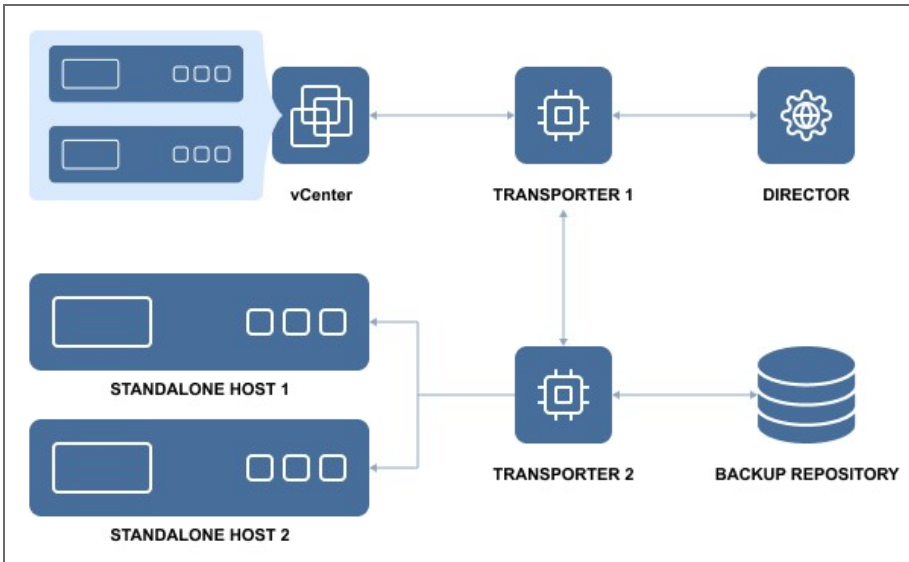 vCenter
TRANSPORTER 1
DIRECTOR
STANDALONE HOST 1
TRANSPORTER 2
BACKUP REPOSITORY
STANDALONE HOST 2